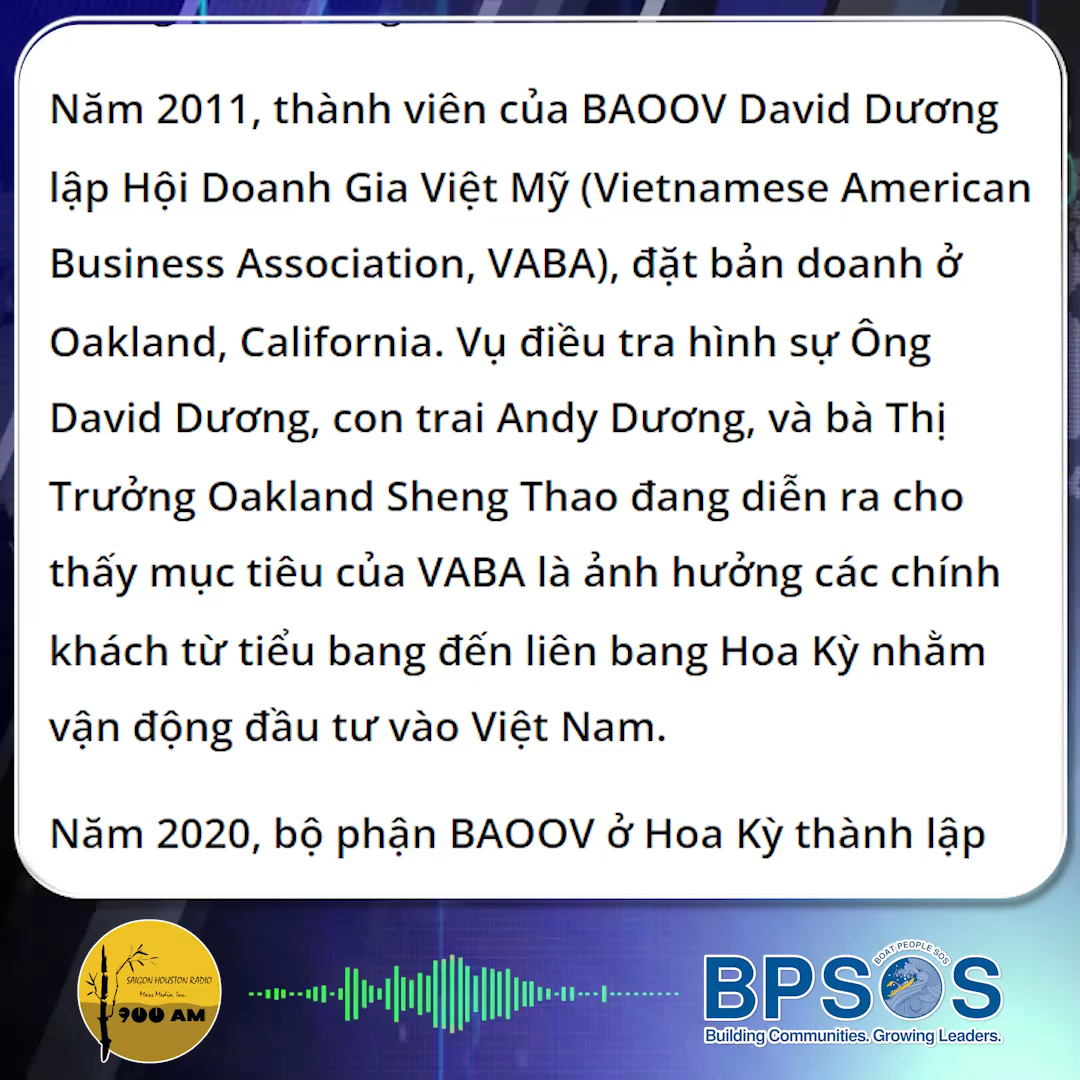 Năm 2011, thành viên của BAOOV David Dương
lập Hội Doanh Gia Việt Mỹ (Vietnamese American
Business Association, VABA), đặt bản doanh ở
Oakland, California. Vụ điều tra hình sự Ông
David Dương, con trai Andy Dương, và bà Thị
Trưởng Oakland Sheng Thao đang diễn ra cho
thấy mục tiêu của VABA là ảnh hưởng các chính
khách từ tiểu bang đến liên bang Hoa Kỳ nhằm
vận động đầu tư vào Việt Nam.
Năm 2020, bộ phận BAOOV ở Hoa Kỳ thành lập
SAIGON HOUSTON RADIO
Mass Media, Inc.
900 AM
BOAT PEOPLE SOS
BPSOS
Building Communities. Growing Leaders.